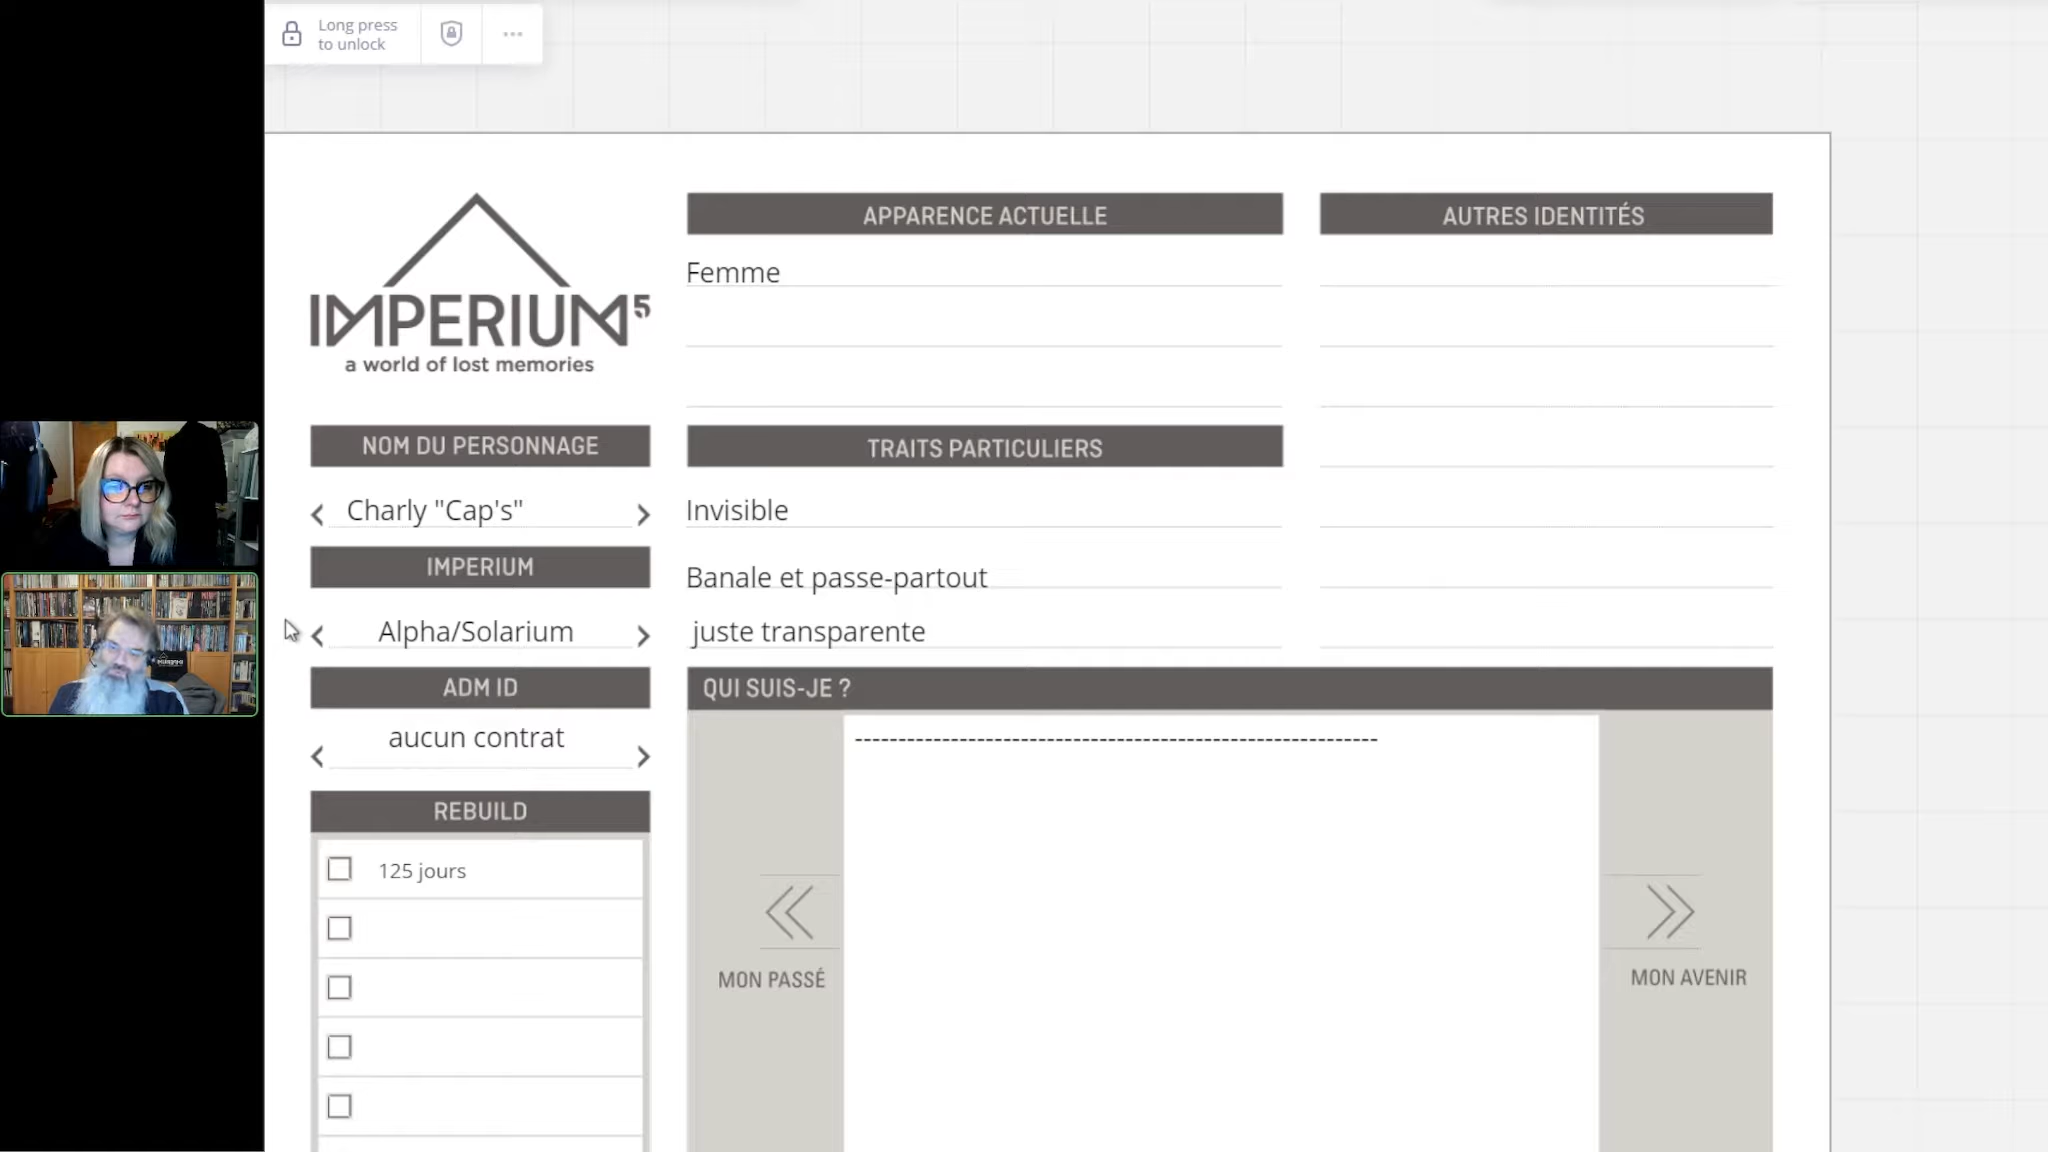 Long press
to unlock
IMPERIUM⁵
a world of lost memories
APPARENCE ACTUELLE
Femme
AUTRES IDENTITÉS
NOM DU PERSONNAGE
Charly "Cap's"
IMPERIUM
Alpha/Solarium
ADM ID
aucun contrat
REBUILD
125 jours
TRAITS PARTICULIERS
Invisible
Banale et passe-partout
juste transparente
QUI SUIS-JE ?
------------------------------------------------------------
MON PASSÉ
MON AVENIR